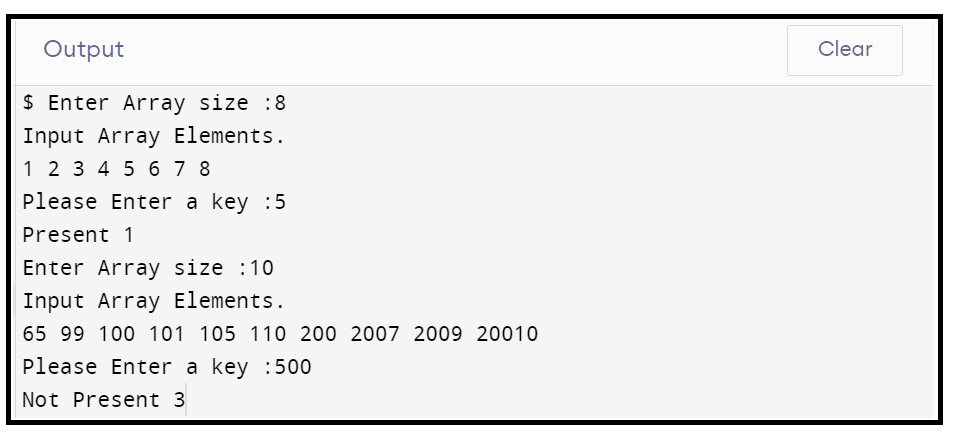 Output
Clear
$ Enter Array size :8
Input Array Elements.
1 2 3 4 5 6 7 8
Please Enter a key :5
Present 1
Enter Array size :10
Input Array Elements.
65 99 100 101 105 110 200 2007 2009 20010
Please Enter a key :500
Not Present 3